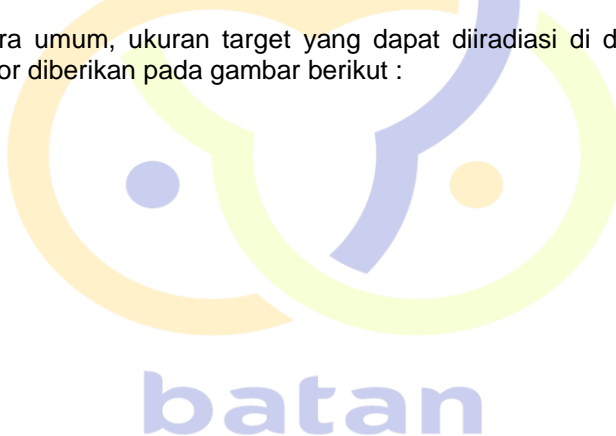 ra umum, ukuran target yang dapat diiradiasi di d
or diberikan pada gambar berikut :
batan